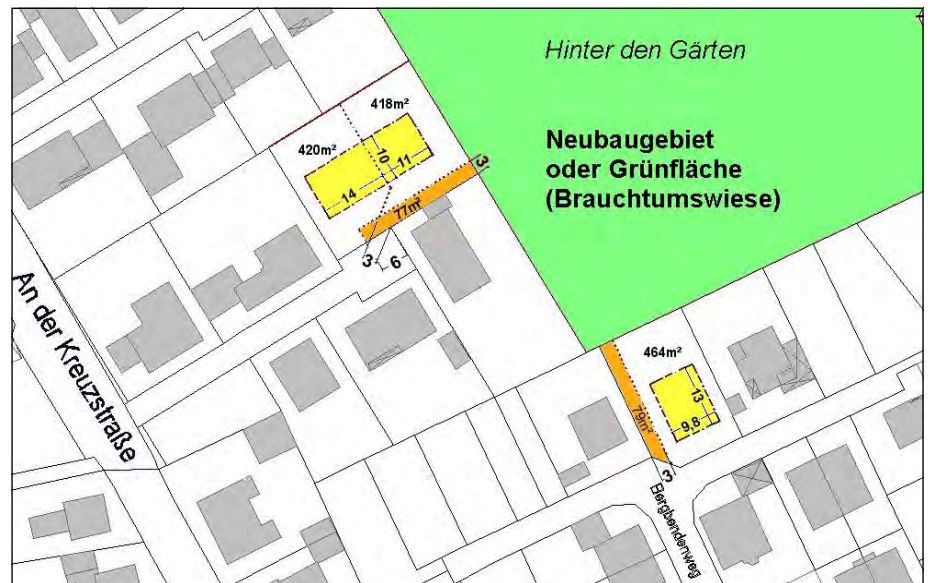 Hinter den Gärten
418m²
420m²
Neubaugebiet
oder Grünfläche
(Brauchtumswiese)
10
11
14
3
77m²
3
6
An der Kreuzstraße
464m²
13
79m²
9,8
3
Bergbendenweg